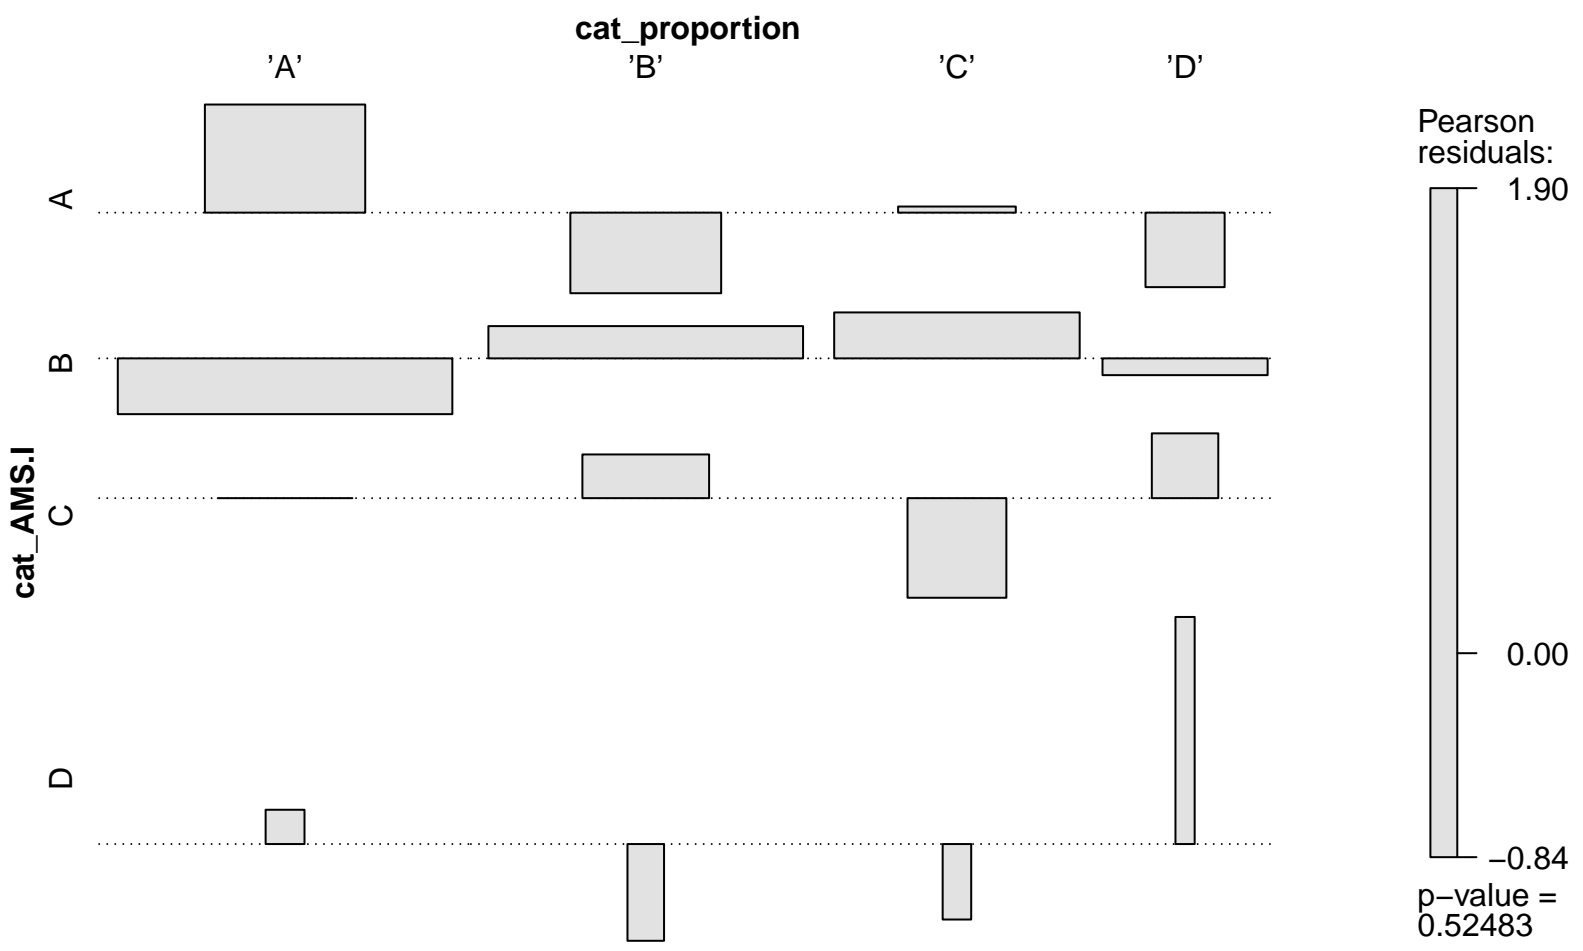 cat_proportion
’A’ ’B’ ’C’ ’D’
cat_AMS.I
A
B
C
D
Pearson
residuals:
1.90
0.00
−0.84
p−value =
0.52483